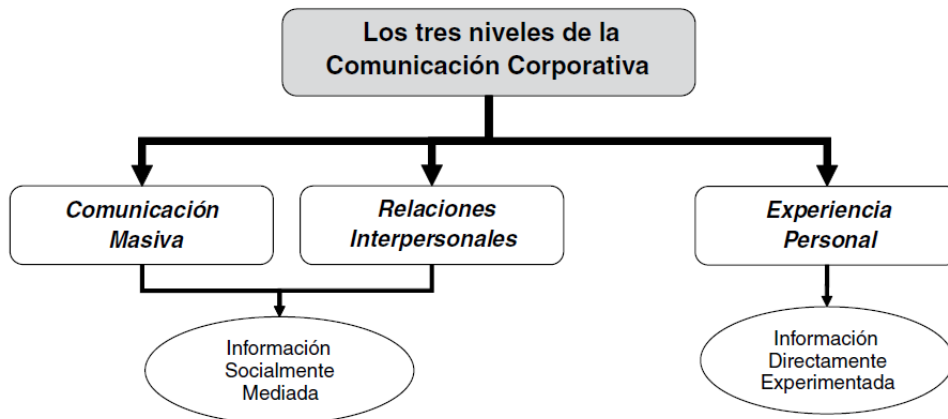 Los tres niveles de la
Comunicación Corporativa
Comunicación
Masiva
Relaciones
Interpersonales
Experiencia
Personal
Información
Socialmente
Mediada
Información
Directamente
Experimentada